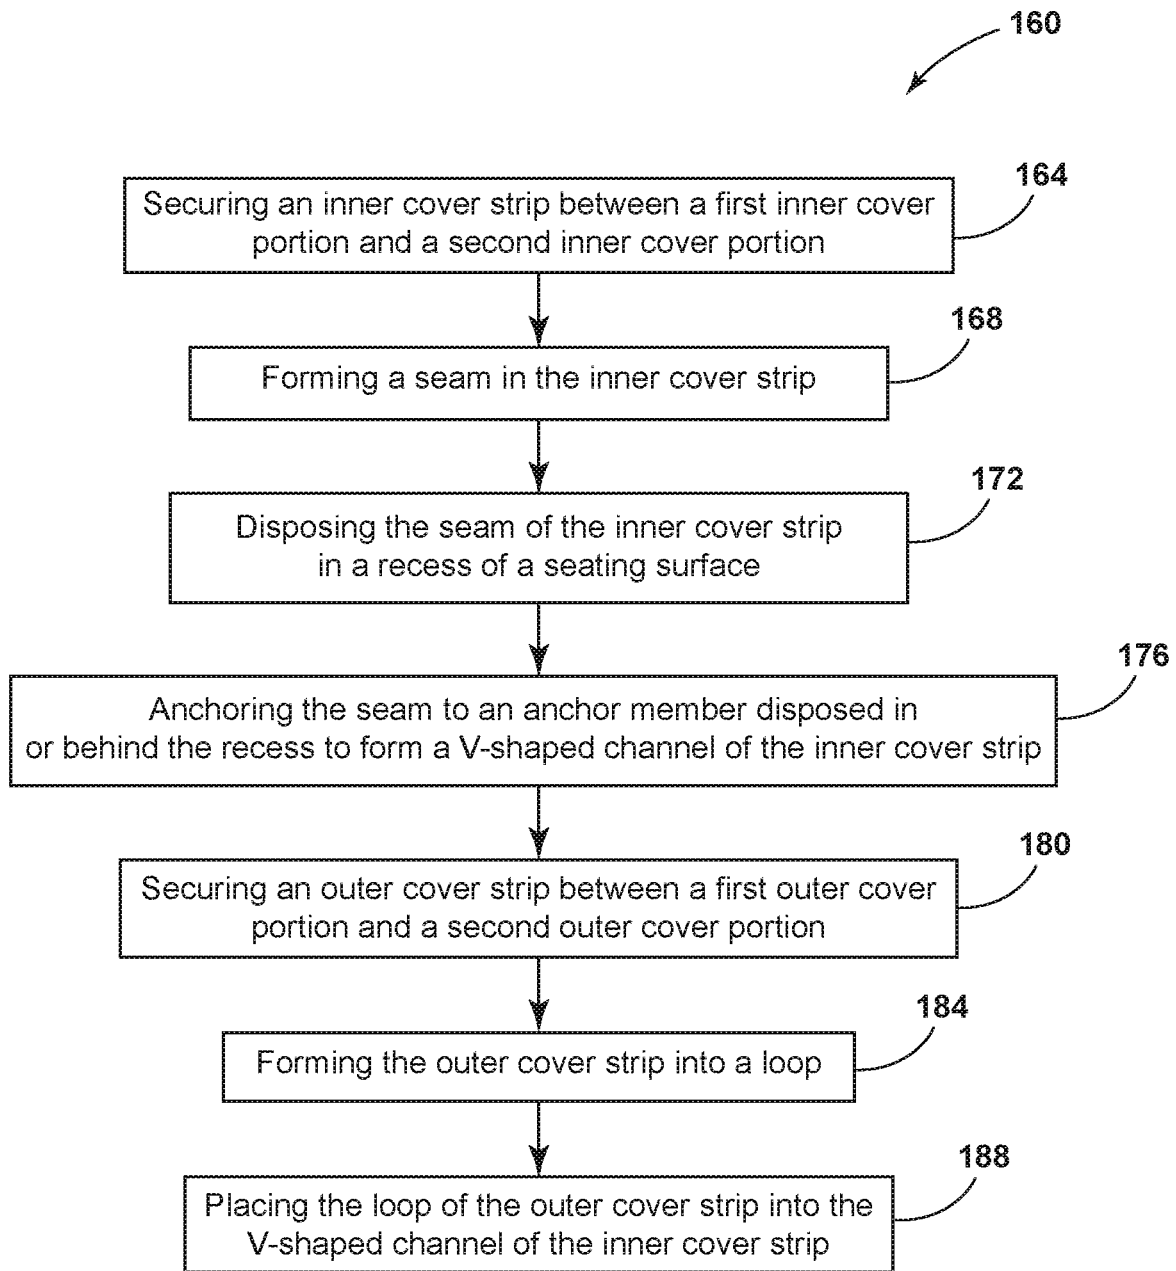 160
164
Securing an inner cover strip between a first inner cover
portion and a second inner cover portion
168
Forming a seam in the inner cover strip
172
Disposing the seam of the inner cover strip
in a recess of a seating surface
176
Anchoring the seam to an anchor member disposed in
or behind the recess to form a V-shaped channel of the inner cover strip
180
Securing an outer cover strip between a first outer cover
portion and a second outer cover portion
184
Forming the outer cover strip into a loop
188
Placing the loop of the outer cover strip into the
V-shaped channel of the inner cover strip